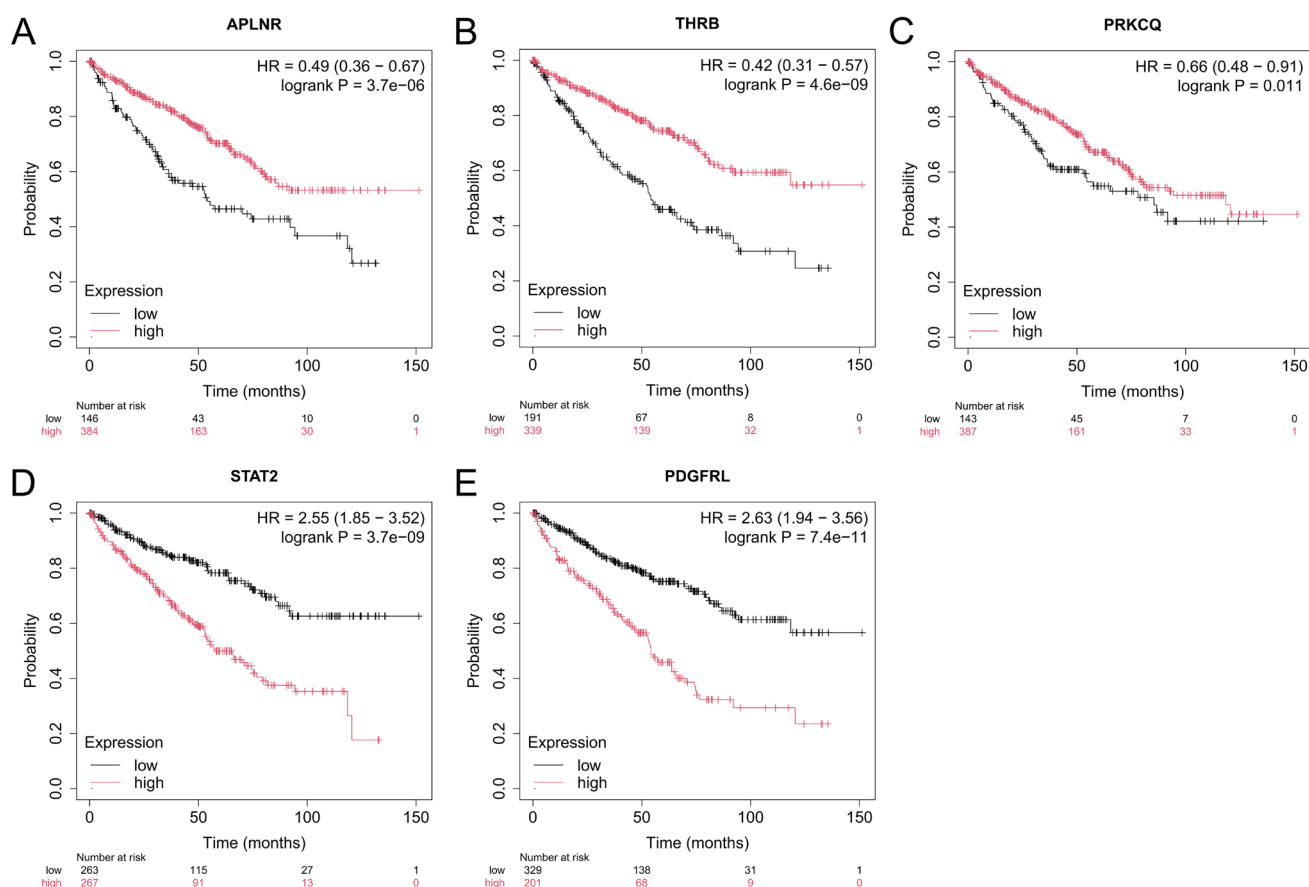 A
APLNR
HR = 0.49 (0.36 − 0.67)
logrank P = 3.7e−06
Probability
0.0 0.2 0.4 0.6 0.8 1.0
Expression
low
high
0 50 100 150
Time (months)
Number at risk
low 146 43 10 0
high 384 163 30 1
B
THRB
HR = 0.42 (0.31 − 0.57)
logrank P = 4.6e−09
Probability
0.0 0.2 0.4 0.6 0.8 1.0
Expression
low
high
0 50 100 150
Time (months)
Number at risk
low 191 67 8 0
high 339 139 32 1
C
PRKCQ
HR = 0.66 (0.48 − 0.91)
logrank P = 0.011
Probability
0.0 0.2 0.4 0.6 0.8 1.0
Expression
low
high
0 50 100 150
Time (months)
Number at risk
low 143 45 7 0
high 387 161 33 1
D
STAT2
HR = 2.55 (1.85 − 3.52)
logrank P = 3.7e−09
Probability
0.0 0.2 0.4 0.6 0.8 1.0
Expression
low
high
0 50 100 150
Time (months)
Number at risk
low 263 115 27 1
high 267 91 13 0
E
PDGFRL
HR = 2.63 (1.94 − 3.56)
logrank P = 7.4e−11
Probability
0.0 0.2 0.4 0.6 0.8 1.0
Expression
low
high
0 50 100 150
Time (months)
Number at risk
low 329 138 31 1
high 201 68 9 0